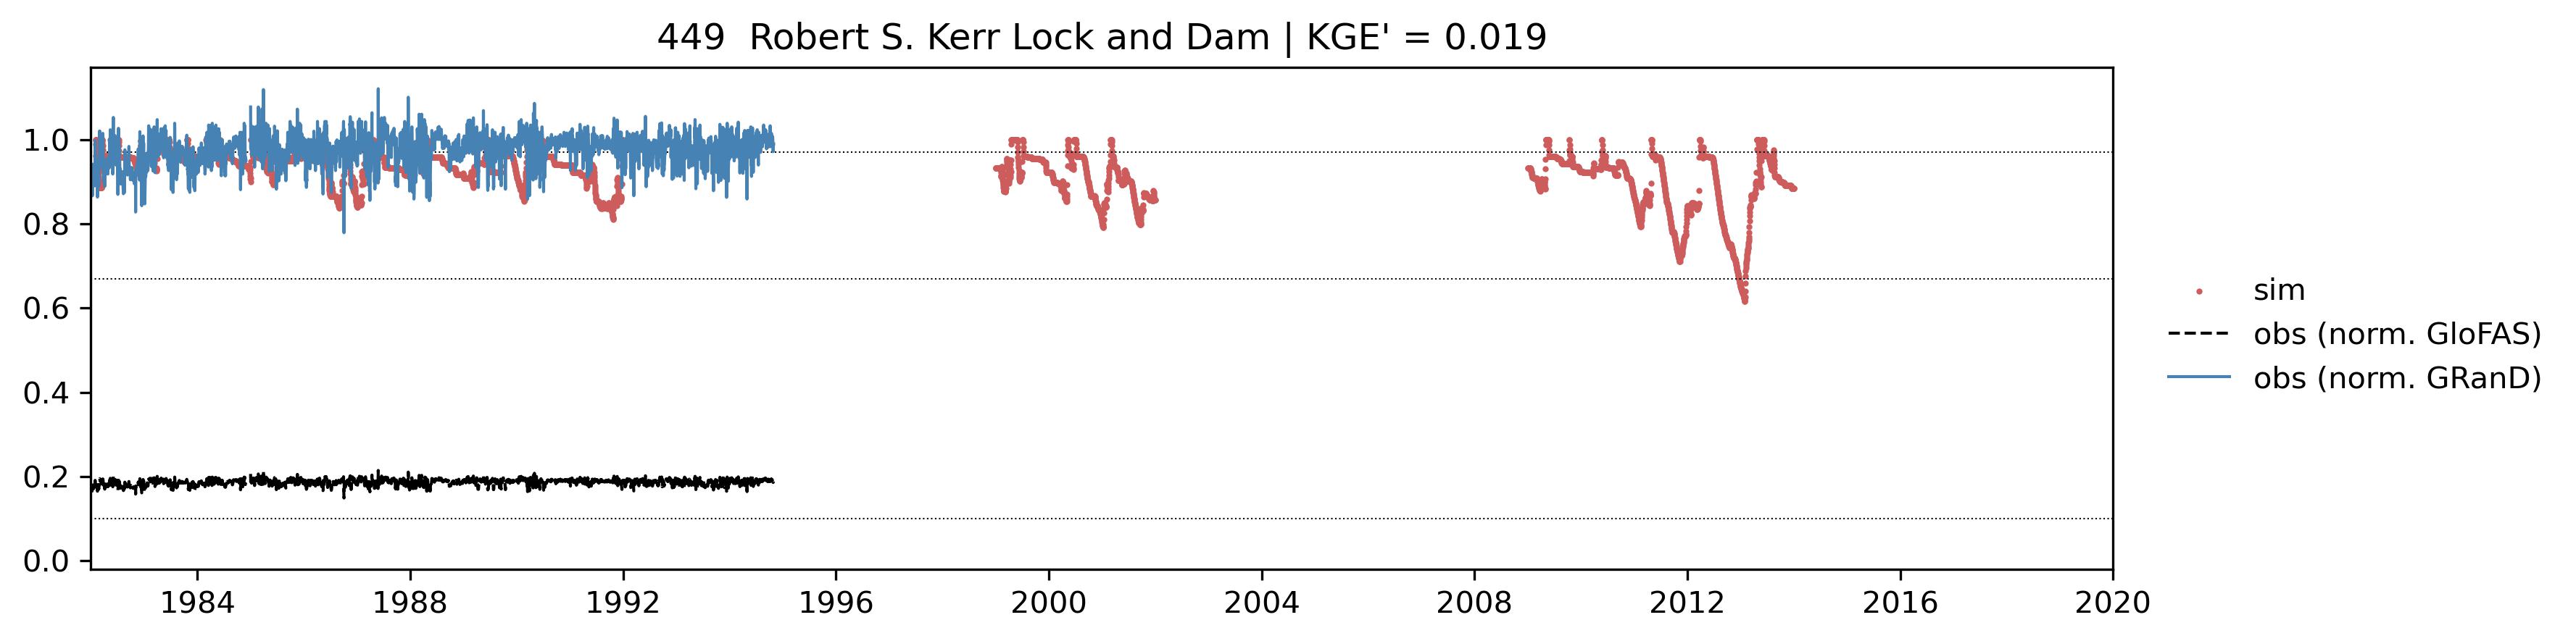 449  Robert S. Kerr Lock and Dam | KGE' = 0.019
1.0
0.8
0.6
0.4
0.2
0.0
1984 1988 1992 1996 2000 2004 2008 2012 2016 2020
sim
obs (norm. GloFAS)
obs (norm. GRanD)